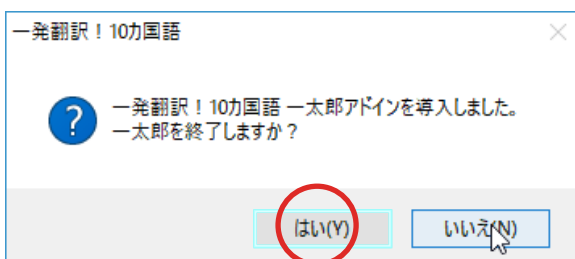 一発翻訳！10カ国語
一発翻訳！10カ国語 一太郎アドインを導入しました。
一太郎を終了しますか？
はい(Y)
いいえ(N)